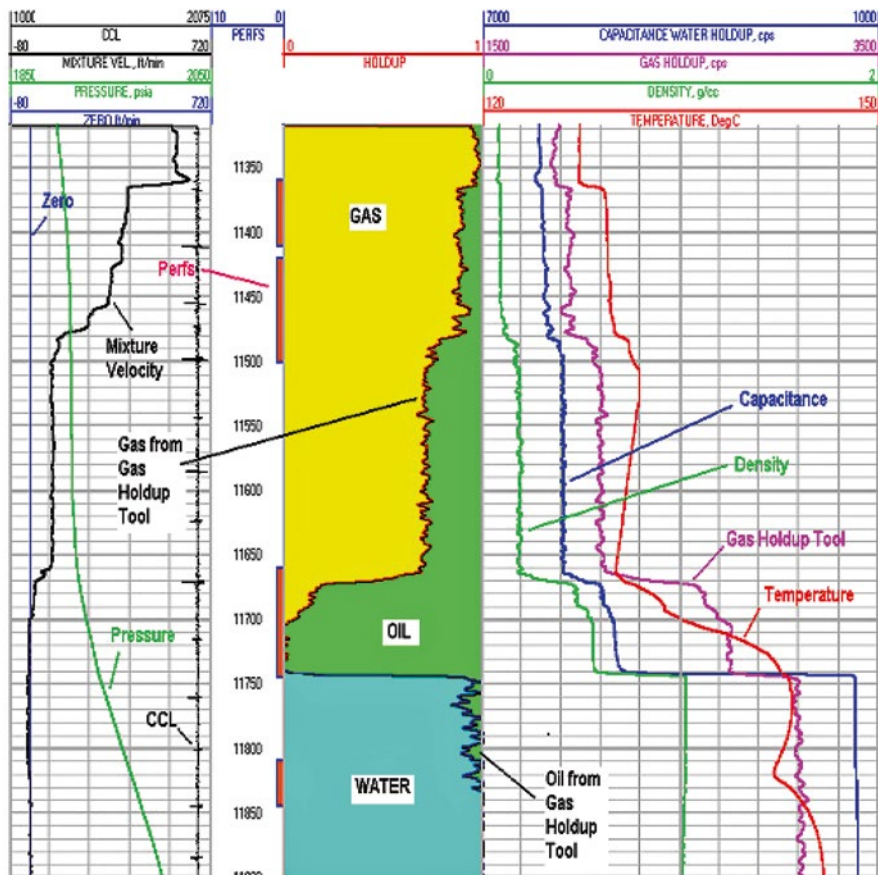 1000 2075
CCL
-80 720
MIXTURE VEL., ft/min
1850 2050
PRESSURE, psia
-80 720
ZERO ft/min
10 0
PERFS
0 1
HOLDUP
7000 1000
CAPACITANCE WATER HOLDUP, cps
1500 3500
GAS HOLDUP, cps
0 2
DENSITY, g/cc
120 150
TEMPERATURE, DegC
11350
Zero
GAS
11400
Perfs
11450
Mixture
Velocity
11500
Capacitance
11550
Gas from
Gas
Holdup
Tool
Density
11600
Gas Holdup Tool
11650
Temperature
11700
Pressure
OIL
11750
CCL
11800
WATER
Oil from
Gas
Holdup
Tool
11850